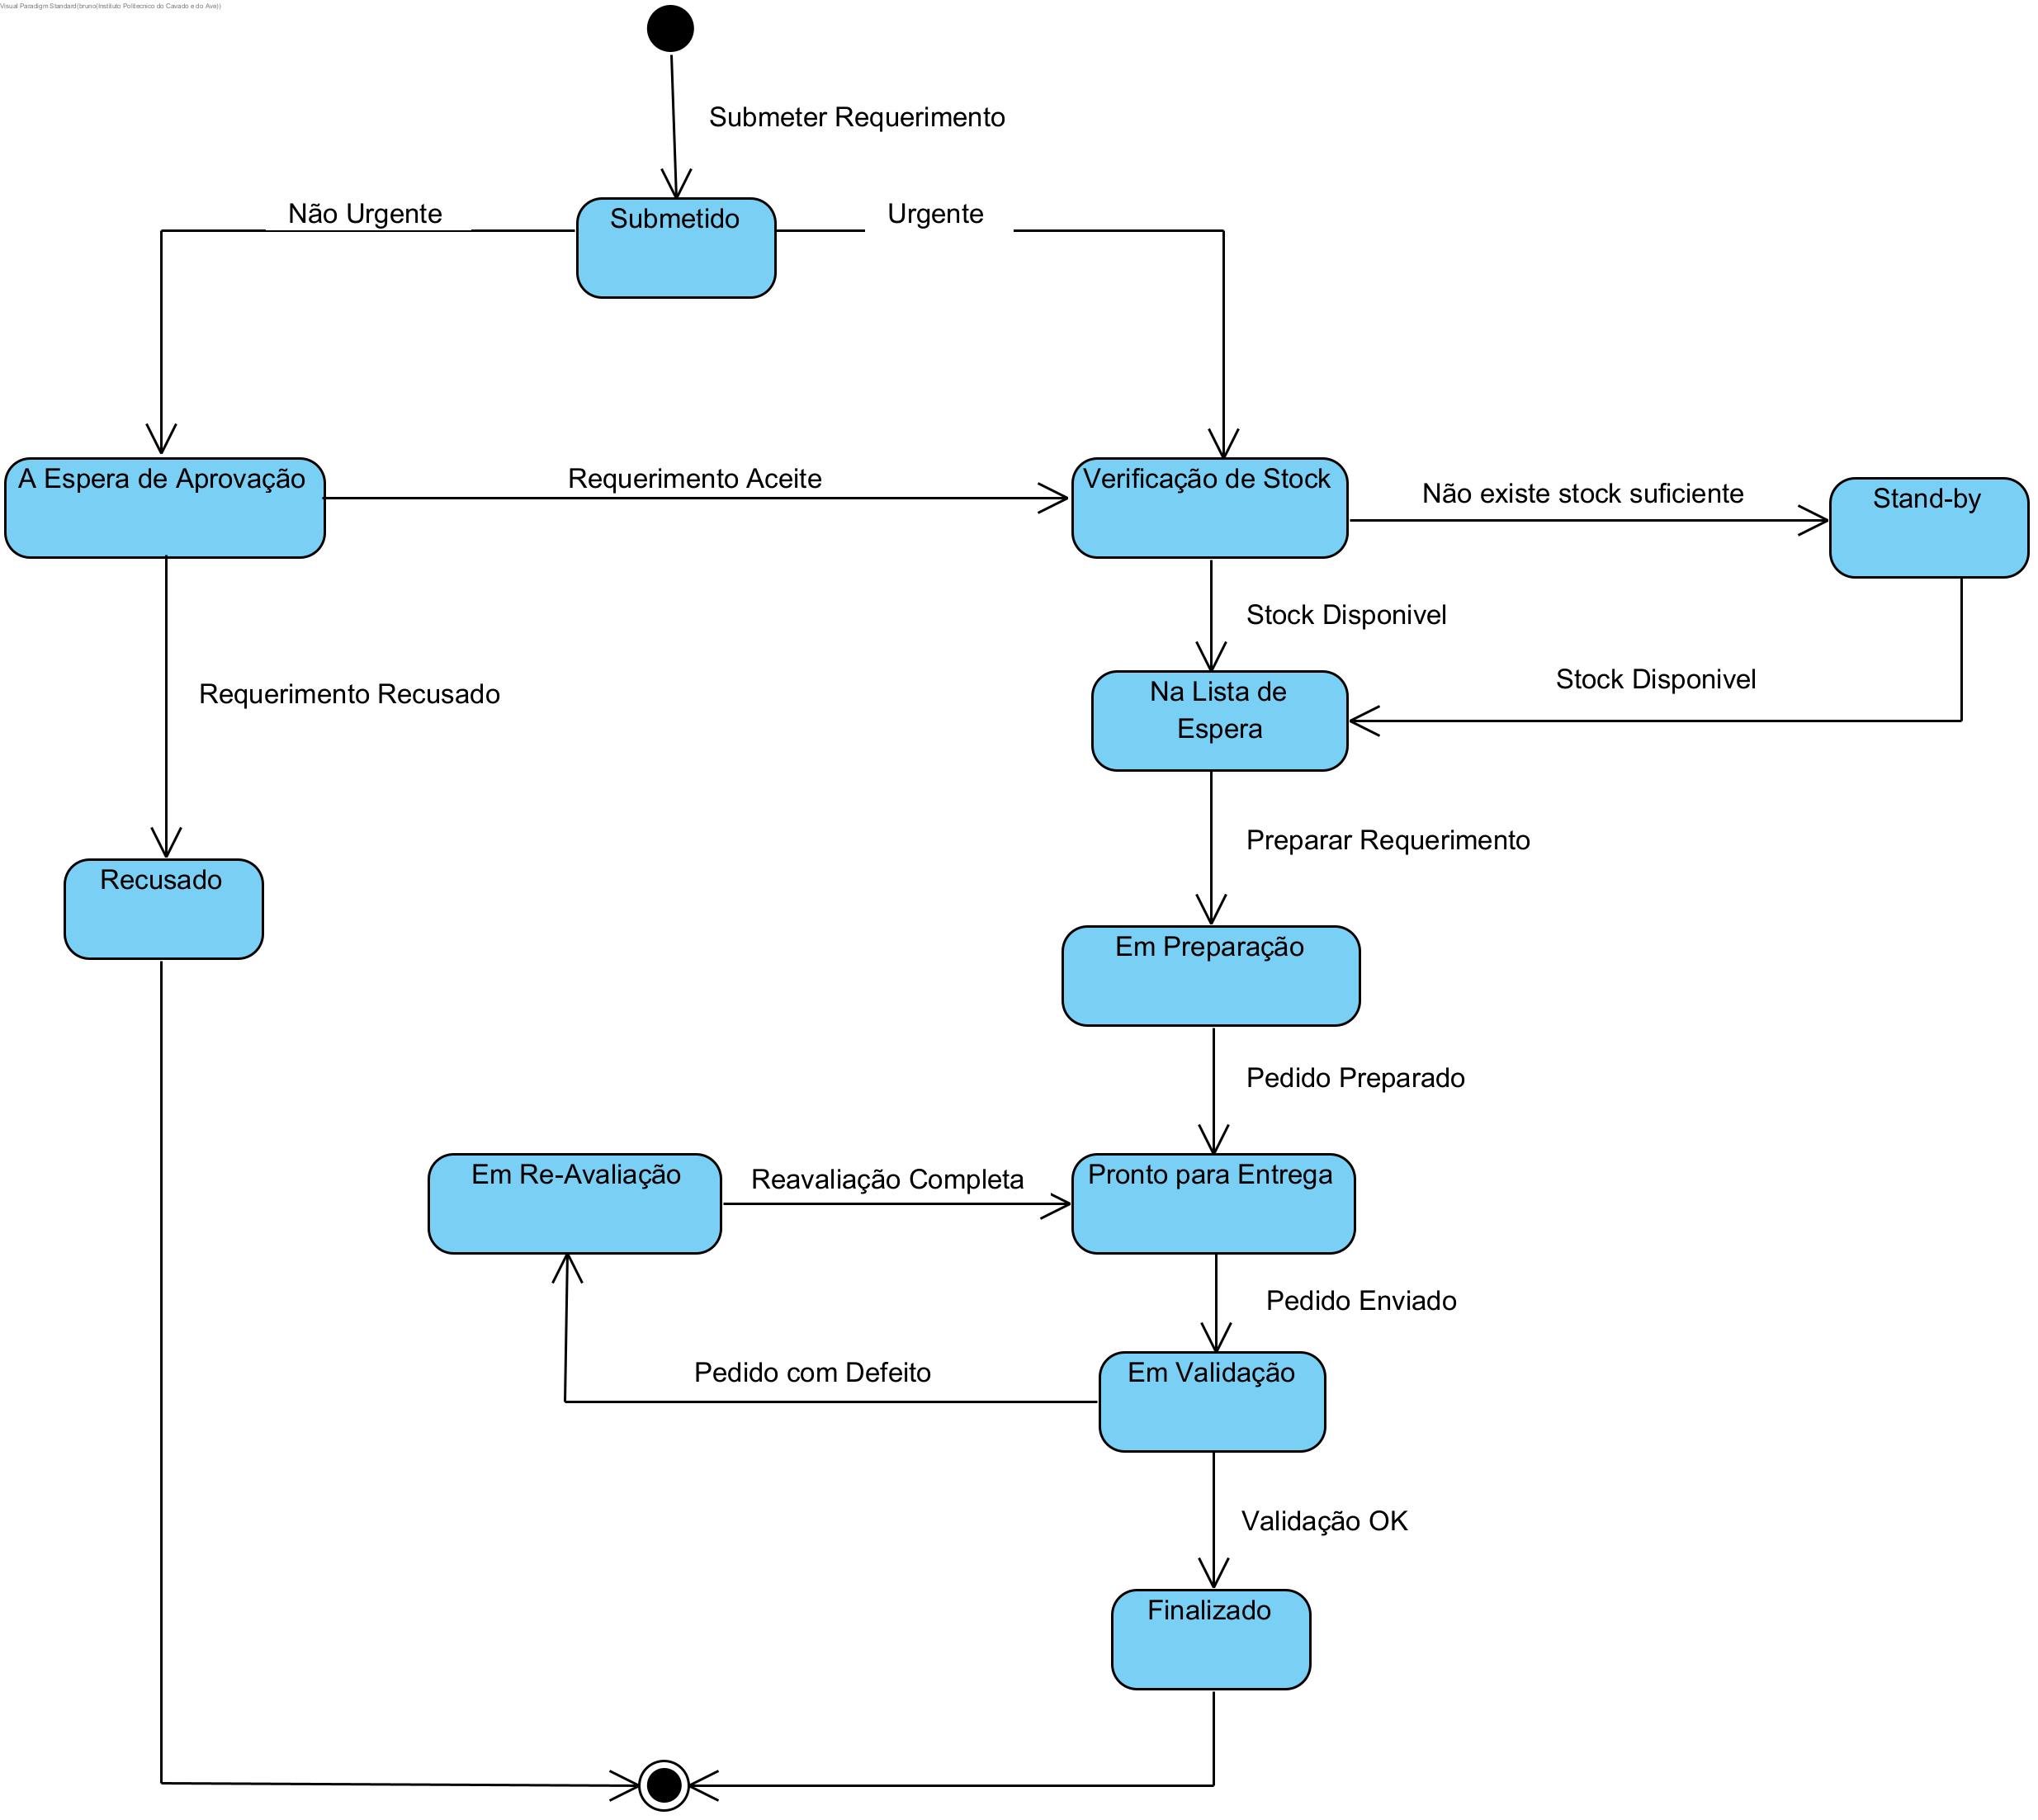 Visual Paradigm Standard(bruno(Instituto Politecnico do Cavado e do Ave))
Submeter Requerimento
Não Urgente
Submetido
Urgente
A Espera de Aprovação
Requerimento Aceite
Verificação de Stock
Não existe stock suficiente
Stand-by
Stock Disponivel
Requerimento Recusado
Na Lista de
Espera
Stock Disponivel
Preparar Requerimento
Recusado
Em Preparação
Pedido Preparado
Em Re-Avaliação
Reavaliação Completa
Pronto para Entrega
Pedido Enviado
Pedido com Defeito
Em Validação
Validação OK
Finalizado